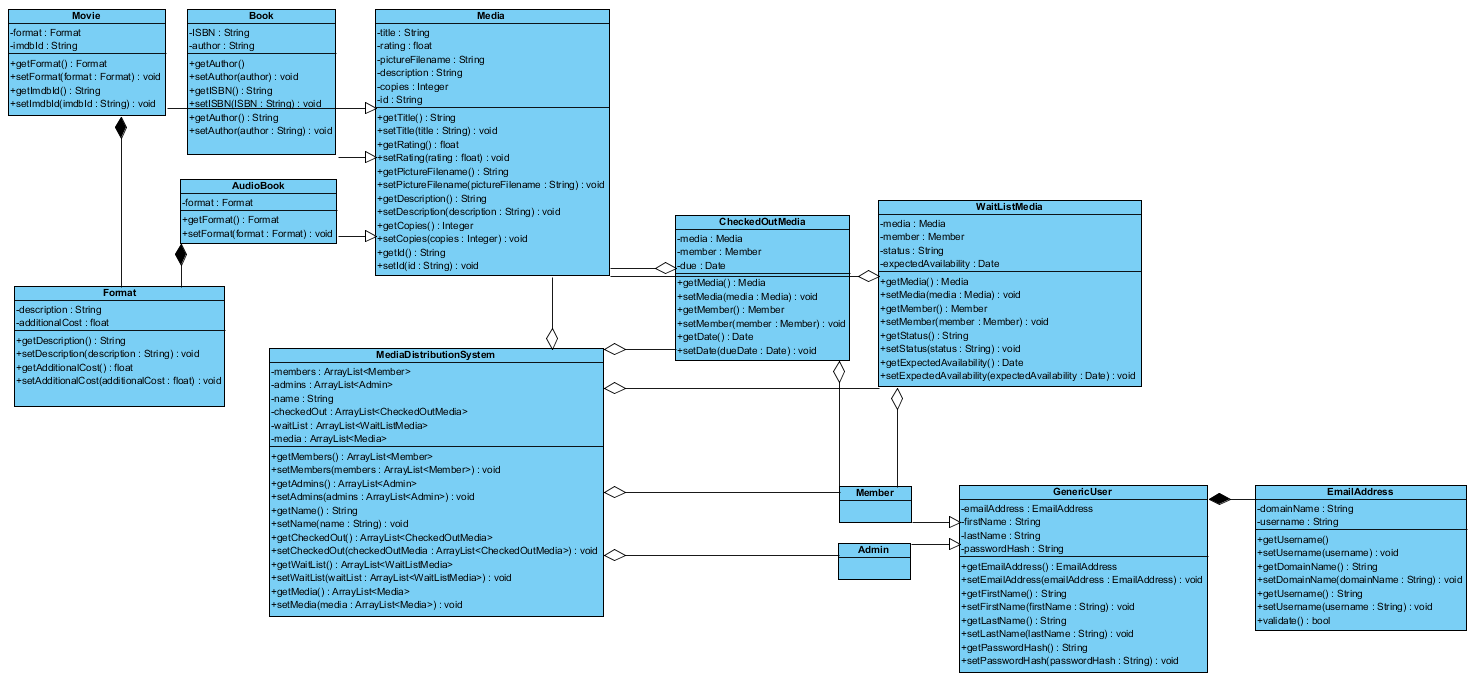 Movie
-format : Format
-imdbId : String
+getFormat() : Format
+setFormat(format : Format) : void
+getImdbId() : String
+setImdbId(imdbId : String) : void
Book
-ISBN : String
-author : String
+getAuthor()
+setAuthor(author) : void
+getISBN() : String
+setISBN(ISBN : String) : void
+getAuthor() : String
+setAuthor(author : String) : void
Media
-title : String
-rating : float
-pictureFilename : String
-description : String
-copies : Integer
-id : String
+getTitle() : String
+setTitle(title : String) : void
+getRating() : float
+setRating(rating : float) : void
+getPictureFilename() : String
+setPictureFilename(pictureFilename : String) : void
+getDescription() : String
+setDescription(description : String) : void
+getCopies() : Integer
+setCopies(copies : Integer) : void
+getId() : String
+setId(id : String) : void
AudioBook
-format : Format
+getFormat() : Format
+setFormat(format : Format) : void
CheckedOutMedia
-media : Media
-member : Member
-due : Date
+getMedia() : Media
+setMedia(media : Media) : void
+getMember() : Member
+setMember(member : Member) : void
+getDate() : Date
+setDate(dueDate : Date) : void
WaitListMedia
-media : Media
-member : Member
-status : String
-expectedAvailability : Date
+getMedia() : Media
+setMedia(media : Media) : void
+getMember() : Member
+setMember(member : Member) : void
+getStatus() : String
+setStatus(status : String) : void
+getExpectedAvailability() : Date
+setExpectedAvailability(expectedAvailability : Date) : void
Format
-description : String
-additionalCost : float
+getDescription() : String
+setDescription(description : String) : void
+getAdditionalCost() : float
+setAdditionalCost(additionalCost : float) : void
MediaDistributionSystem
-members : ArrayList<Member>
-admins : ArrayList<Admin>
-name : String
-checkedOut : ArrayList<CheckedOutMedia>
-waitList : ArrayList<WaitListMedia>
-media : ArrayList<Media>
+getMembers() : ArrayList<Member>
+setMembers(members : ArrayList<Member>) : void
+getAdmins() : ArrayList<Admin>
+setAdmins(admins : ArrayList<Admin>) : void
+getName() : String
+setName(name : String) : void
+getCheckedOut() : ArrayList<CheckedOutMedia>
+setCheckedOut(checkedOutMedia : ArrayList<CheckedOutMedia>) : void
+getWaitList() : ArrayList<WaitListMedia>
+setWaitList(waitList : ArrayList<WaitListMedia>) : void
+getMedia() : ArrayList<Media>
+setMedia(media : ArrayList<Media>) : void
Member
Admin
GenericUser
-emailAddress : EmailAddress
-firstName : String
-lastName : String
-passwordHash : String
+getEmailAddress() : EmailAddress
+setEmailAddress(emailAddress : EmailAddress) : void
+getFirstName() : String
+setFirstName(firstName : String) : void
+getLastName() : String
+setLastName(lastName : String) : void
+getPasswordHash() : String
+setPasswordHash(passwordHash : String) : void
EmailAddress
-domainName : String
-username : String
+getUsername()
+setUsername(username) : void
+getDomainName() : String
+setDomainName(domainName : String) : void
+getUsername() : String
+setUsername(username : String) : void
+validate() : bool